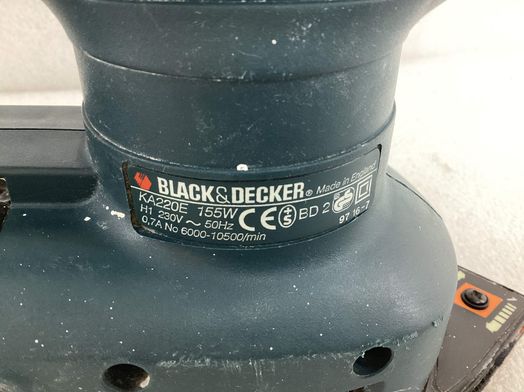 BLACK&DECKER® Made in England
KA220E 155W
H1 230V ~ 50Hz CE S BD 2 GS
0,7A No 6000-10500/min 97 16-7